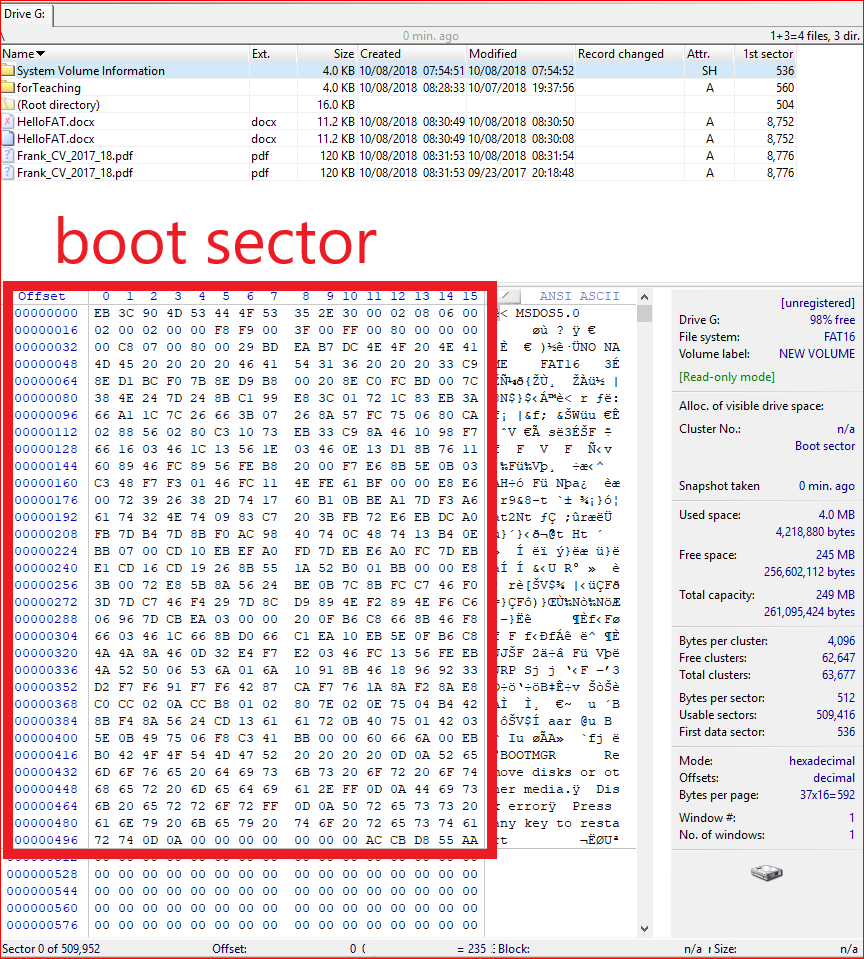 Drive G:
\ 0 min. ago 1+3=4 files, 3 dir.
Name Ext. Size Created Modified Record changed Attr. 1st sector
System Volume Information 4.0 KB 10/08/2018 07:54:51 10/08/2018 07:54:52 SH 536
forTeaching 4.0 KB 10/08/2018 08:28:33 10/07/2018 19:37:56 A 560
(Root directory) 16.0 KB 504
HelloFAT.docx docx 11.2 KB 10/08/2018 08:30:49 10/08/2018 08:30:50 A 8,752
HelloFAT.docx docx 11.2 KB 10/08/2018 08:30:49 10/08/2018 08:30:08 A 8,752
Frank_CV_2017_18.pdf pdf 120 KB 10/08/2018 08:31:53 10/08/2018 08:31:54 A 8,776
Frank_CV_2017_18.pdf pdf 120 KB 10/08/2018 08:31:53 09/23/2017 20:18:48 A 8,776
boot sector
Offset 0 1 2 3 4 5 6 7 8 9 10 11 12 13 14 15 ANSI ASCII
00000000 EB 3C 90 4D 53 44 4F 53 35 2E 30 00 02 08 06 00 < MSDOS5.0
00000016 02 00 02 00 00 F8 F9 00 3F 00 FF 00 80 00 00 00 øù ? ÿ €
00000032 00 C8 07 00 80 00 29 BD EA B7 DC 4E 4F 20 4E 41 È € )½ê·ÜNO NA
00000048 4D 45 20 20 20 20 46 41 54 31 36 20 20 20 33 C9 ME FAT16 3É
00000064 8E D1 BC F0 7B 8E D9 B8 00 20 8E C0 FC BD 00 7C
00000080 38 4E 24 7D 24 8B C1 99 E8 3C 01 72 1C 83 EB 3A
00000096 66 A1 1C 7C 26 66 3B 07 26 8A 57 FC 75 06 80 CA
00000112 02 88 56 02 80 C3 10 73 EB 33 C9 8A 46 10 98 F7
00000128 66 16 03 46 1C 13 56 1E 03 46 0E 13 D1 8B 76 11
00000144 60 89 46 FC 89 56 FE B8 20 00 F7 E6 8B 5E 0B 03
00000160 C3 48 F7 F3 01 46 FC 11 4E FE 61 BF 00 00 E8 E6
00000176 00 72 39 26 38 2D 74 17 60 B1 0B BE A1 7D F3 A6
00000192 61 74 32 4E 74 09 83 C7 20 3B FB 72 E6 EB DC A0
00000208 FB 7D B4 7D 8B F0 AC 98 40 74 0C 48 74 13 B4 0E
00000224 BB 07 00 CD 10 EB EF A0 FD 7D EB E6 A0 FC 7D EB
00000240 E1 CD 16 CD 19 26 8B 55 1A 52 B0 01 BB 00 00 E8
00000256 3B 00 72 E8 5B 8A 56 24 BE 0B 7C 8B FC C7 46 F0
00000272 3D 7D C7 46 F4 29 7D 8C D9 89 4E F2 89 4E F6 C6
00000288 06 96 7D CB EA 03 00 00 20 0F B6 C8 66 8B 46 F8
00000304 66 03 46 1C 66 8B D0 66 C1 EA 10 EB 5E 0F B6 C8
00000320 4A 4A 8A 46 0D 32 E4 F7 E2 03 46 FC 13 56 FE EB
00000336 4A 52 50 06 53 6A 01 6A 10 91 8B 46 18 96 92 33
00000352 D2 F7 F6 91 F7 F6 42 87 CA F7 76 1A 8A F2 8A E8
00000368 C0 CC 02 0A CC B8 01 02 80 7E 02 0E 75 04 B4 42
00000384 8B F4 8A 56 24 CD 13 61 61 72 0B 40 75 01 42 03
00000400 5E 0B 49 75 06 F8 C3 41 BB 00 00 60 66 6A 00 EB
00000416 B0 42 4F 4F 54 4D 47 52 20 20 20 20 0D 0A 52 65 BOOTMGR Re
00000432 6D 6F 76 65 20 64 69 73 6B 73 20 6F 72 20 6F 74 move disks or ot
00000448 68 65 72 20 6D 65 64 69 61 2E FF 0D 0A 44 69 73 her media.ÿ Dis
00000464 6B 20 65 72 72 6F 72 FF 0D 0A 50 72 65 73 73 20 error​ÿ Press
00000480 61 6E 79 20 6B 65 79 20 74 6F 20 72 65 73 74 61 any key to resta
00000496 72 74 0D 0A 00 00 00 00 00 00 00 AC CB D8 55 AA rt ¬ËØUª
00000512 00 00 00 00 00 00 00 00 00 00 00 00 00 00 00 00
00000528 00 00 00 00 00 00 00 00 00 00 00 00 00 00 00 00
00000544 00 00 00 00 00 00 00 00 00 00 00 00 00 00 00 00
00000560 00 00 00 00 00 00 00 00 00 00 00 00 00 00 00 00
00000576 00 00 00 00 00 00 00 00 00 00 00 00 00 00 00 00
[unregistered]
Drive G: 98% free
File system: FAT16
Volume label: NEW VOLUME
[Read-only mode]
Alloc. of visible drive space:
Cluster No.: n/a
Boot sector
Snapshot taken 0 min. ago
Used space: 4.0 MB
4,218,880 bytes
Free space: 245 MB
256,602,112 bytes
Total capacity: 249 MB
261,095,424 bytes
Bytes per cluster: 4,096
Free clusters: 62,647
Total clusters: 63,677
Bytes per sector: 512
Usable sectors: 509,416
First data sector: 536
Mode: hexadecimal
Offsets: decimal
Bytes per page: 37x16=592
Window #: 1
No. of windows: 1
Sector 0 of 509,952 Offset: 0 = 235 Block: n/a Size: n/a